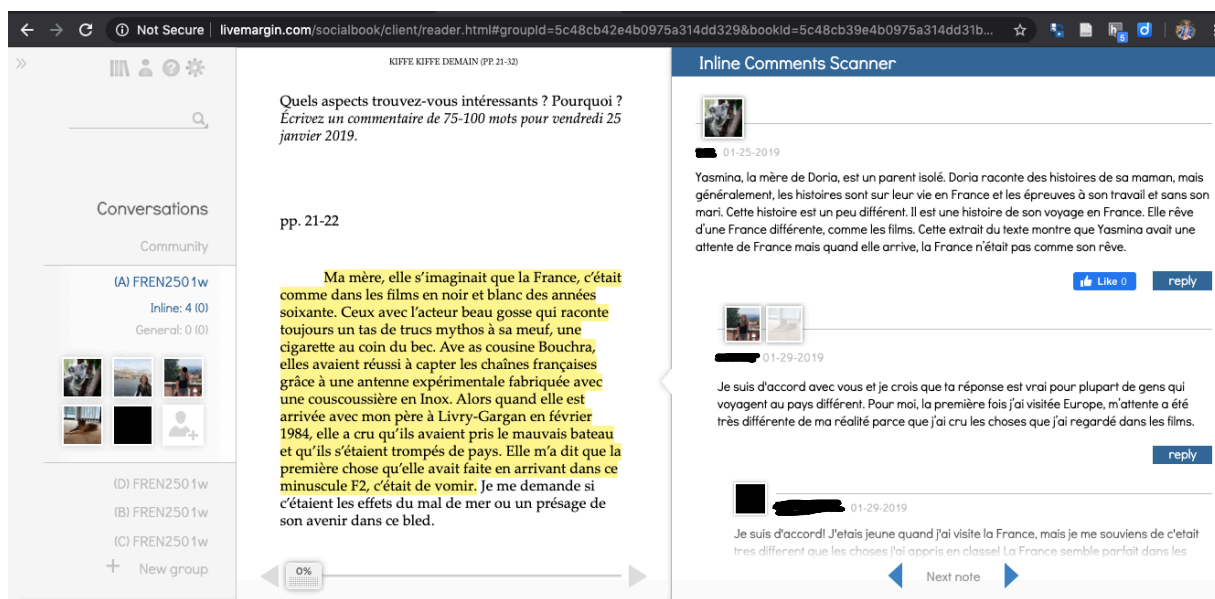 Not Secure | livemargin.com/socialbook/client/reader.html#groupId=5c48cb42e4b0975a314dd329&bookId=5c48cb39e4b0975a314dd31b...
5
Conversations
Community
(A) FREN2501w
Inline: 4 (0)
General: 0 (0)
(D) FREN2501w
(B) FREN2501w
(C) FREN2501w
+ New group
KIFFE KIFFE DEMAIN (PP. 21-32)
Quels aspects trouvez-vous intéressants ? Pourquoi ?
Écrivez un commentaire de 75-100 mots pour vendredi 25
janvier 2019.
pp. 21-22
Ma mère, elle s'imaginait que la France, c'était
comme dans les films en noir et blanc des années
soixante. Ceux avec l'acteur beau gosse qui raconte
toujours un tas de trucs mythos à sa meuf, une
cigarette au coin du bec. Ave as cousine Bouchra,
elles avaient réussi à capter les chaînes françaises
grâce à une antenne expérimentale fabriquée avec
une couscoussière en Inox. Alors quand elle est
arrivée avec mon père à Livry-Gargan en février
1984, elle a cru qu'ils avaient pris le mauvais bateau
et qu'ils s'étaient trompés de pays. Elle m'a dit que la
première chose qu'elle avait faite en arrivant dans ce
minuscule F2, c'était de vomir. Je me demande si
c'étaient les effets du mal de mer ou un présage de
son avenir dans ce bled.
0%
Inline Comments Scanner
01-25-2019
Yasmina, la mère de Doria, est un parent isolé. Doria raconte des histoires de sa maman, mais
généralement, les histoires sont sur leur vie en France et les épreuves à son travail et sans son
mari. Cette histoire est un peu différent. Il est une histoire de son voyage en France. Elle rêve
d'une France différente, comme les films. Cette extrait du texte montre que Yasmina avait une
attente de France mais quand elle arrive, la France n'était pas comme son rêve.
Like 0
reply
01-29-2019
Je suis d'accord avec vous et je crois que ta réponse est vrai pour plupart de gens qui
voyagent au pays différent. Pour moi, la première fois j'ai visitée Europe, m'attente a été
très différente de ma réalité parce que j'ai cru les choses que j'ai regardé dans les films.
reply
01-29-2019
Je suis d'accord! J'etais jeune quand j'ai visite la France, mais je me souviens de c'etait
tres different que les choses j'ai appris en classe! La France semble parfait dans les
Next note